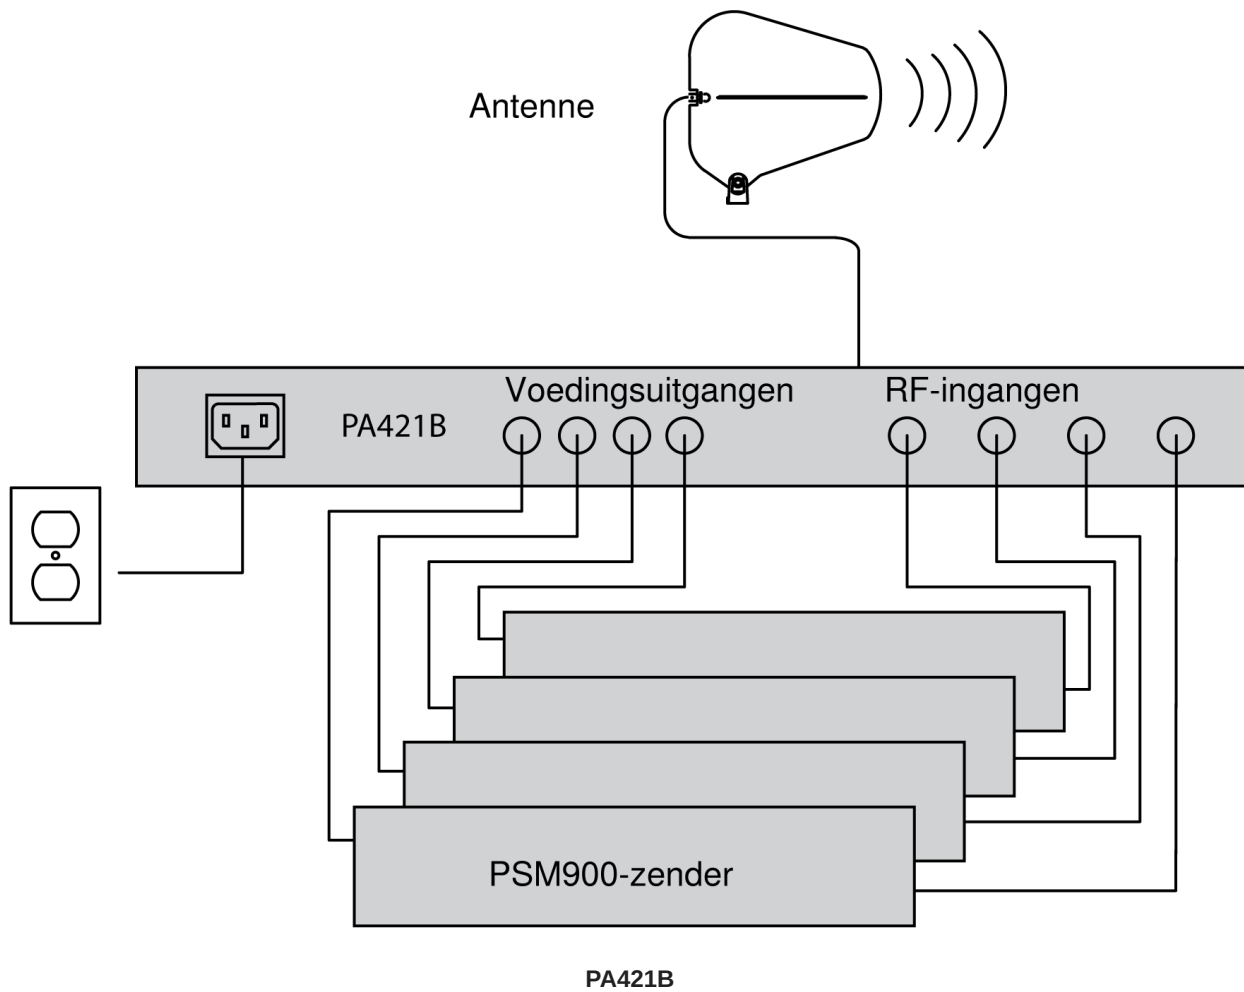 Antenne
Voedingsuitgangen
RF-ingangen
PA421B
PSM900-zender
PA421B